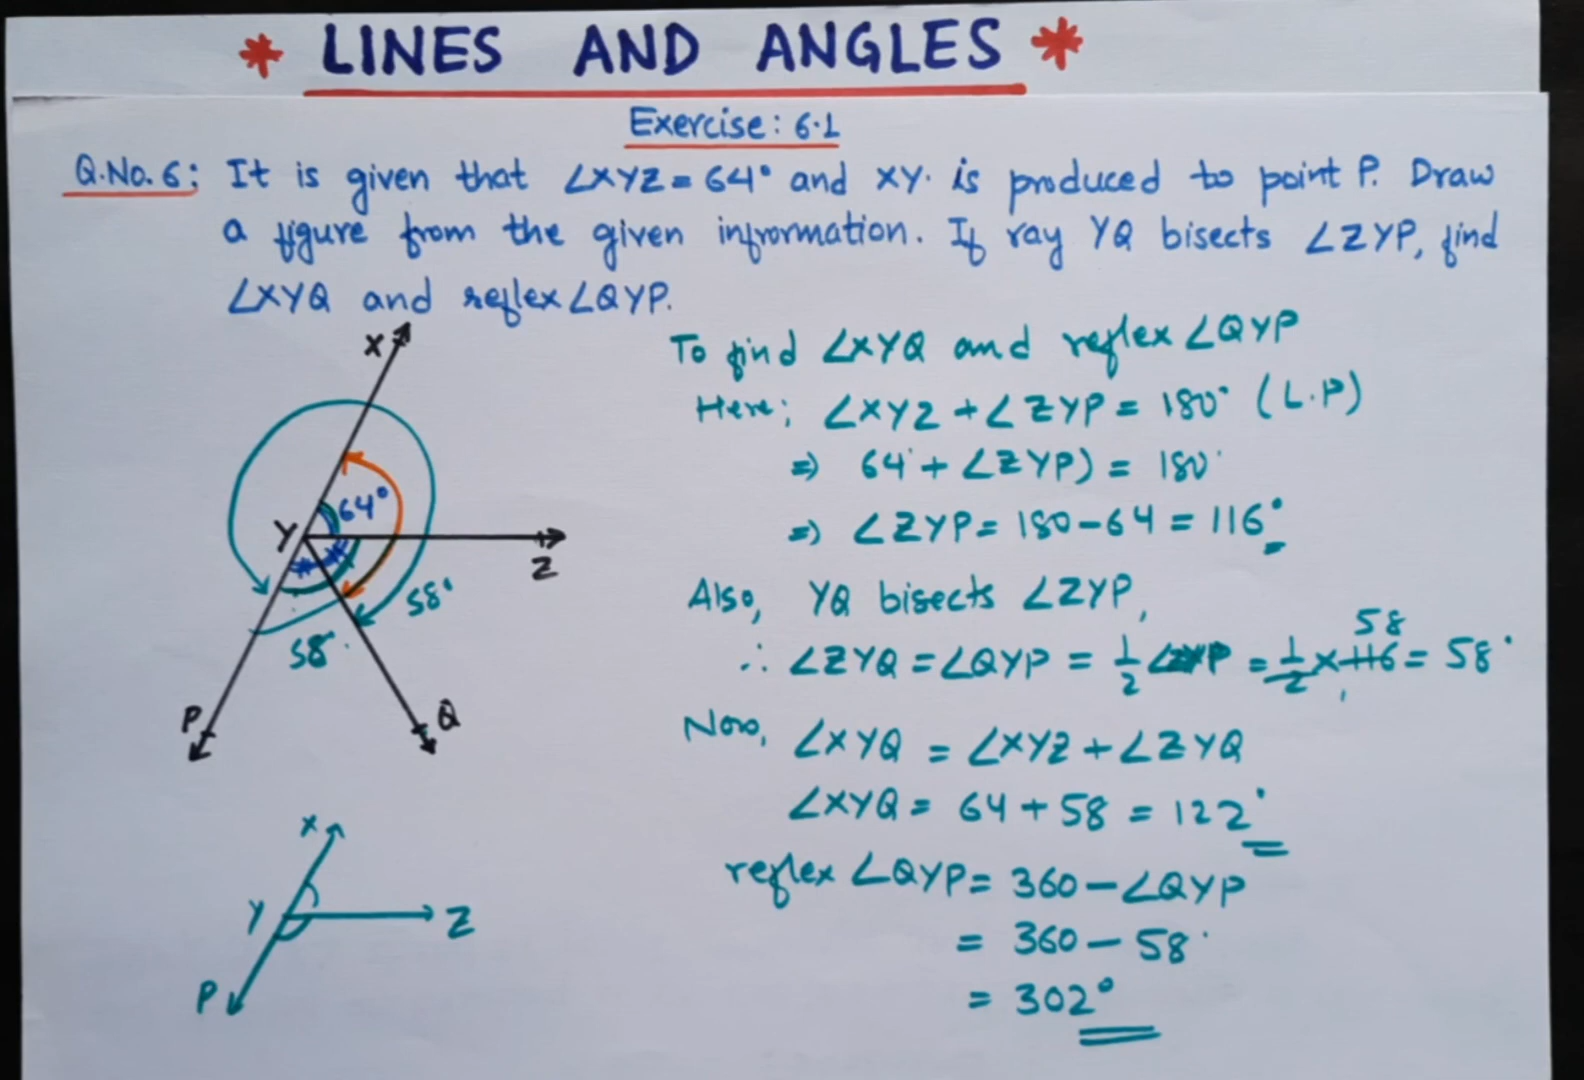 * LINES AND ANGLES *
Exercise: 6.1
Q.No. 6: It is given that ∠XYZ = 64° and XY. is produced to point P. Draw
a figure from the given information. If ray YQ bisects ∠ZYP, find
∠XYQ and reflex ∠QYP.
X
64°
Y
Z
58°
58°
P
Q
X
Y
Z
P
To find ∠XYQ and reflex ∠QYP
Here; ∠XYZ + ∠ZYP = 180° (L.P)
⇒ 64° + ∠ZYP) = 180°
⇒ ∠ZYP = 180 - 64 = 116°
Also, YQ bisects ∠ZYP,
∴ ∠ZYQ = ∠QYP = 1/2 ∠ZYP = 1/2 × 116 = 58°
58
Now, ∠XYQ = ∠XYZ + ∠ZYQ
∠XYQ = 64 + 58 = 122°
reflex ∠QYP = 360 - ∠QYP
= 360 - 58°
= 302°